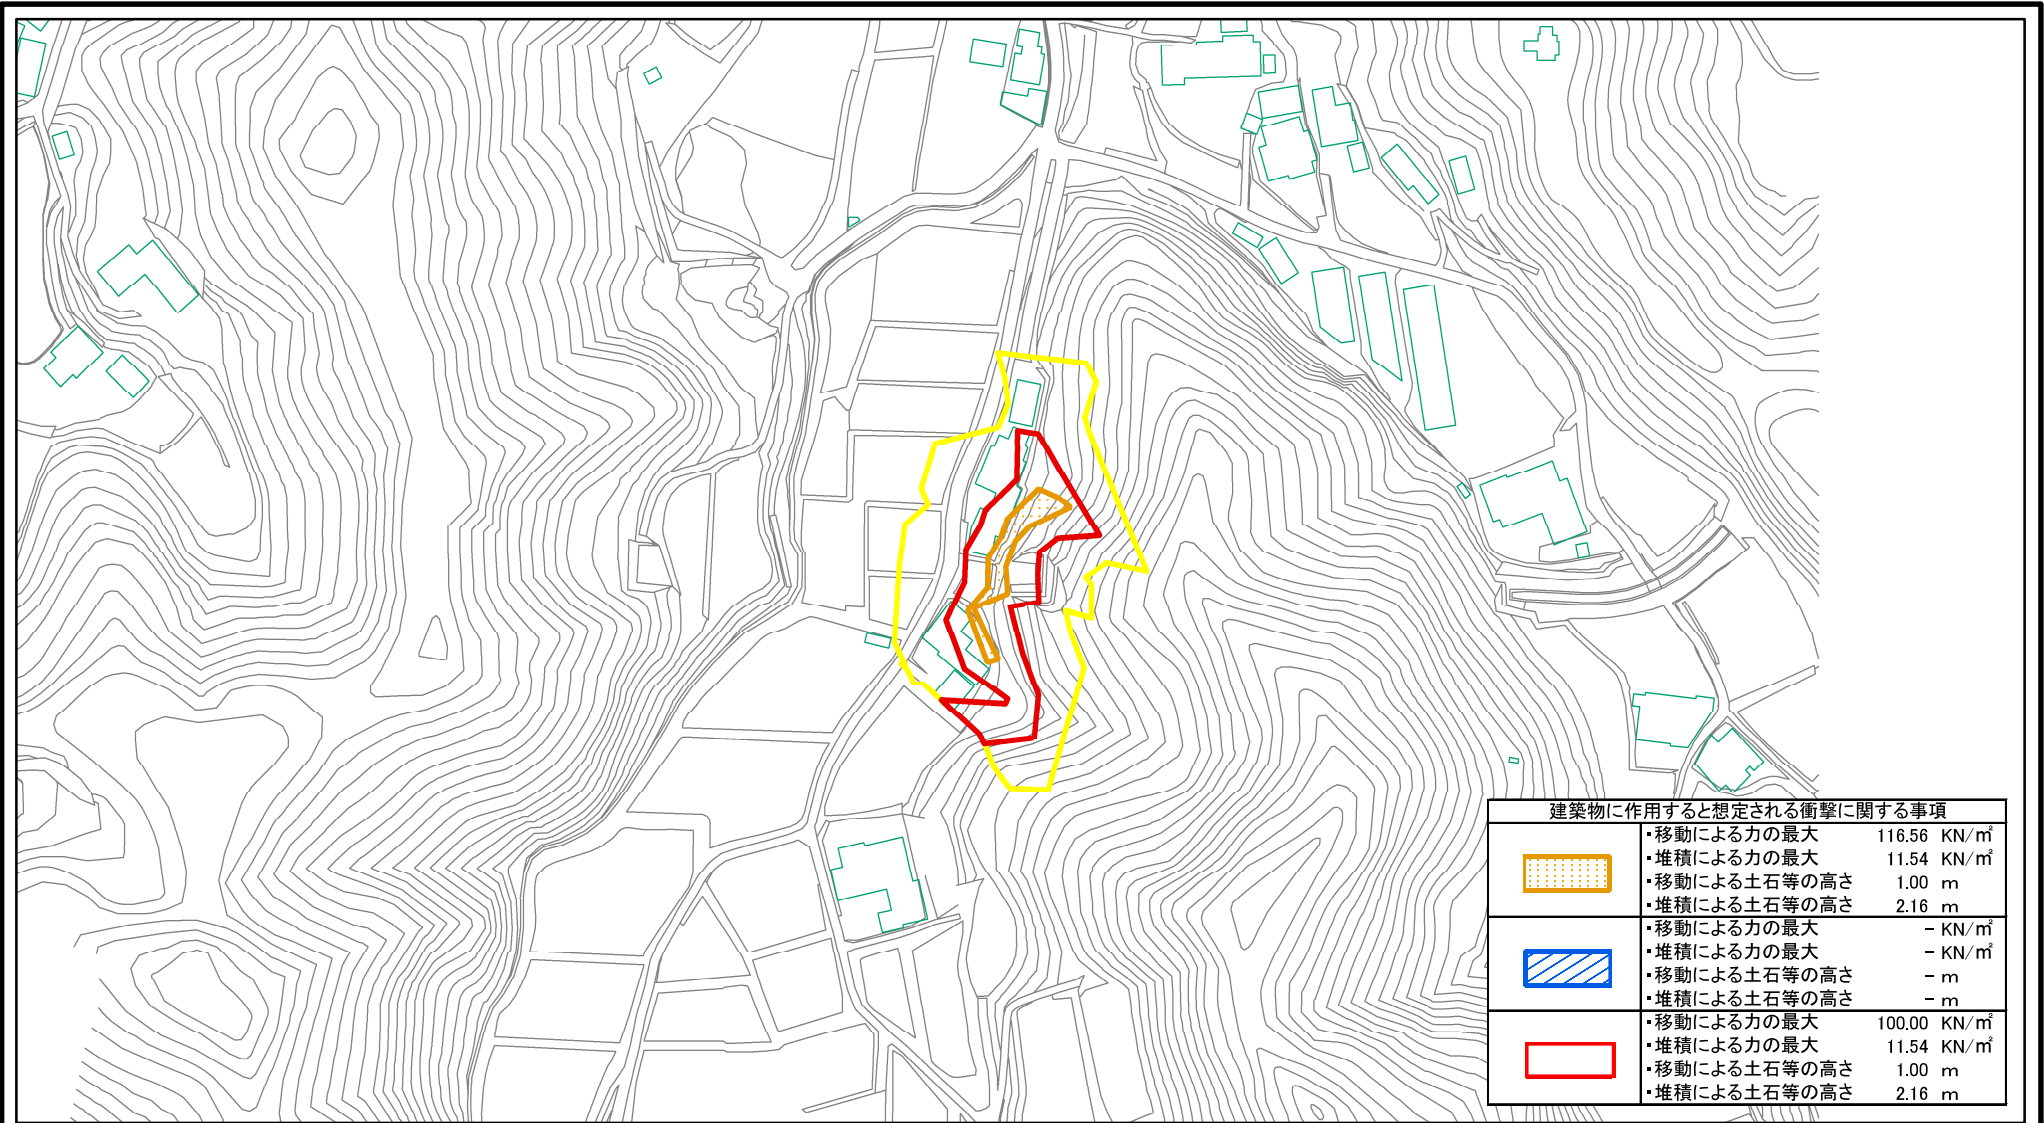 建築物に作用すると想定される衝撃に関する事項
・移動による力の最大 116.56 KN/㎡
・堆積による力の最大 11.54 KN/㎡
・移動による土石等の高さ 1.00 m
・堆積による土石等の高さ 2.16 m
・移動による力の最大 - KN/㎡
・堆積による力の最大 - KN/㎡
・移動による土石等の高さ - m
・堆積による土石等の高さ - m
・移動による力の最大 100.00 KN/㎡
・堆積による力の最大 11.54 KN/㎡
・移動による土石等の高さ 1.00 m
・堆積による土石等の高さ 2.16 m